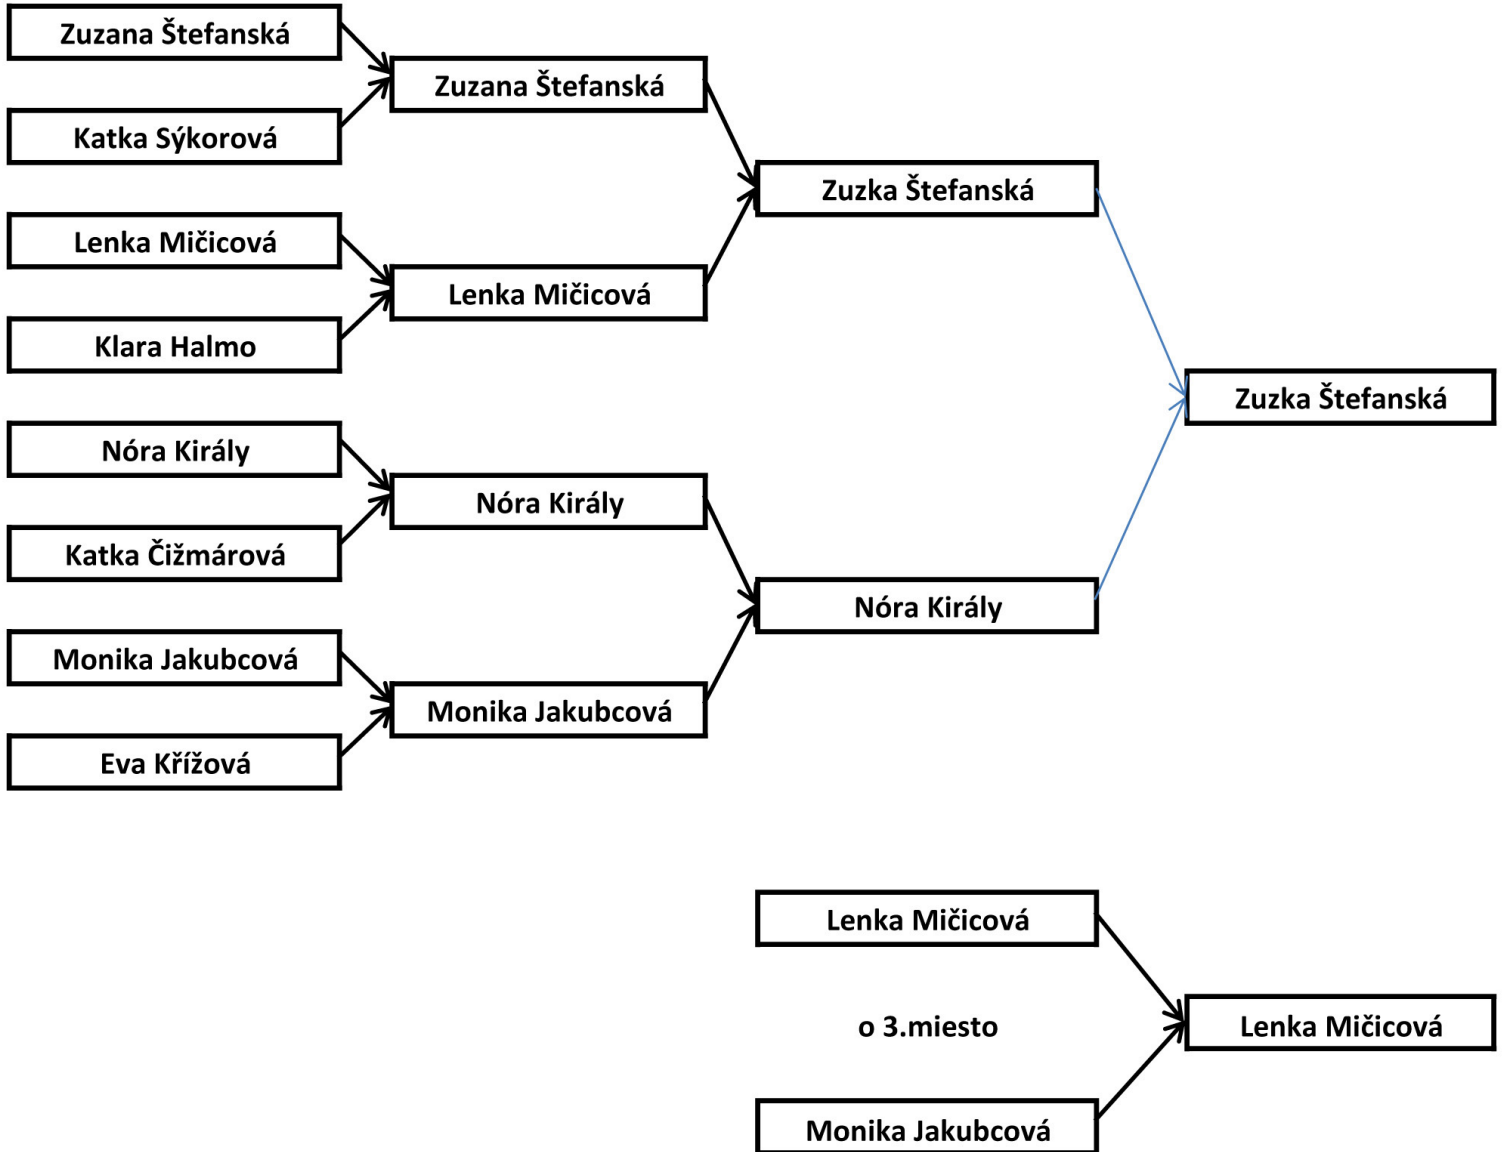 Zuzana Štefanská
Katka Sýkorová
Lenka Mičicová
Klara Halmo
Nóra Király
Katka Čižmárová
Monika Jakubcová
Eva Křížová
Zuzana Štefanská
Lenka Mičicová
Nóra Király
Monika Jakubcová
Zuzka Štefanská
Nóra Király
Zuzka Štefanská
Lenka Mičicová
o 3.miesto
Monika Jakubcová
Lenka Mičicová